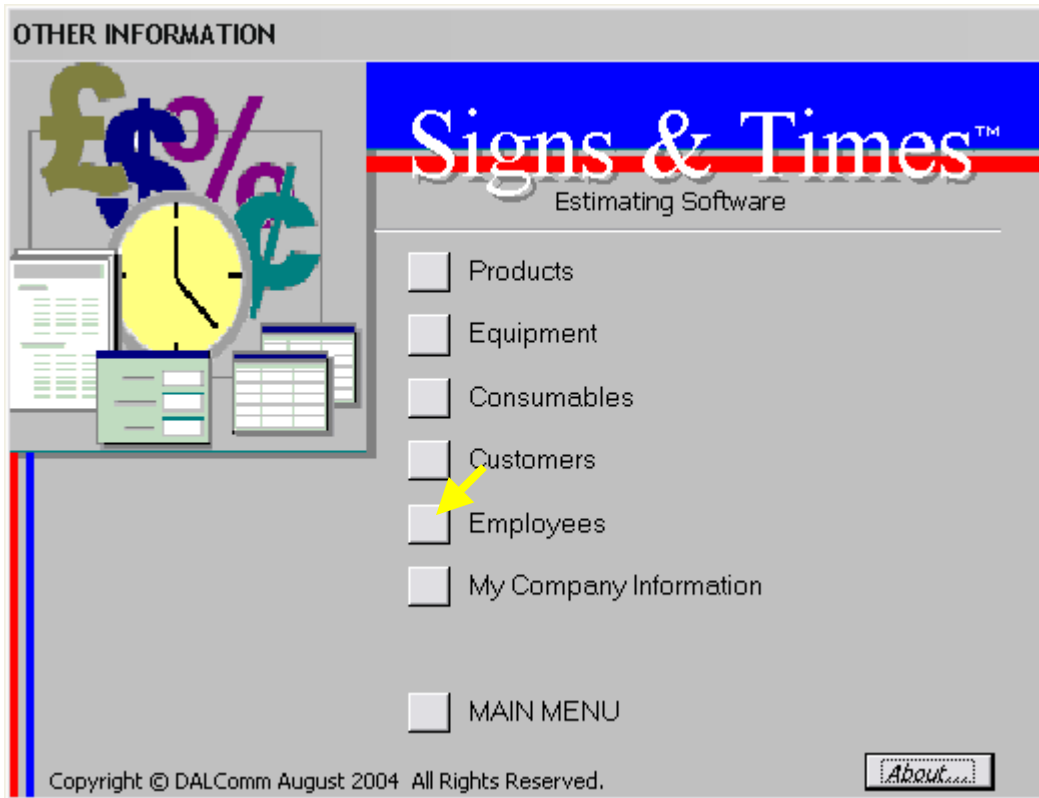 OTHER INFORMATION
Signs & Times™
Estimating Software
Products
Equipment
Consumables
Customers
Employees
My Company Information
MAIN MENU
About...
Copyright © DALComm August 2004 All Rights Reserved.